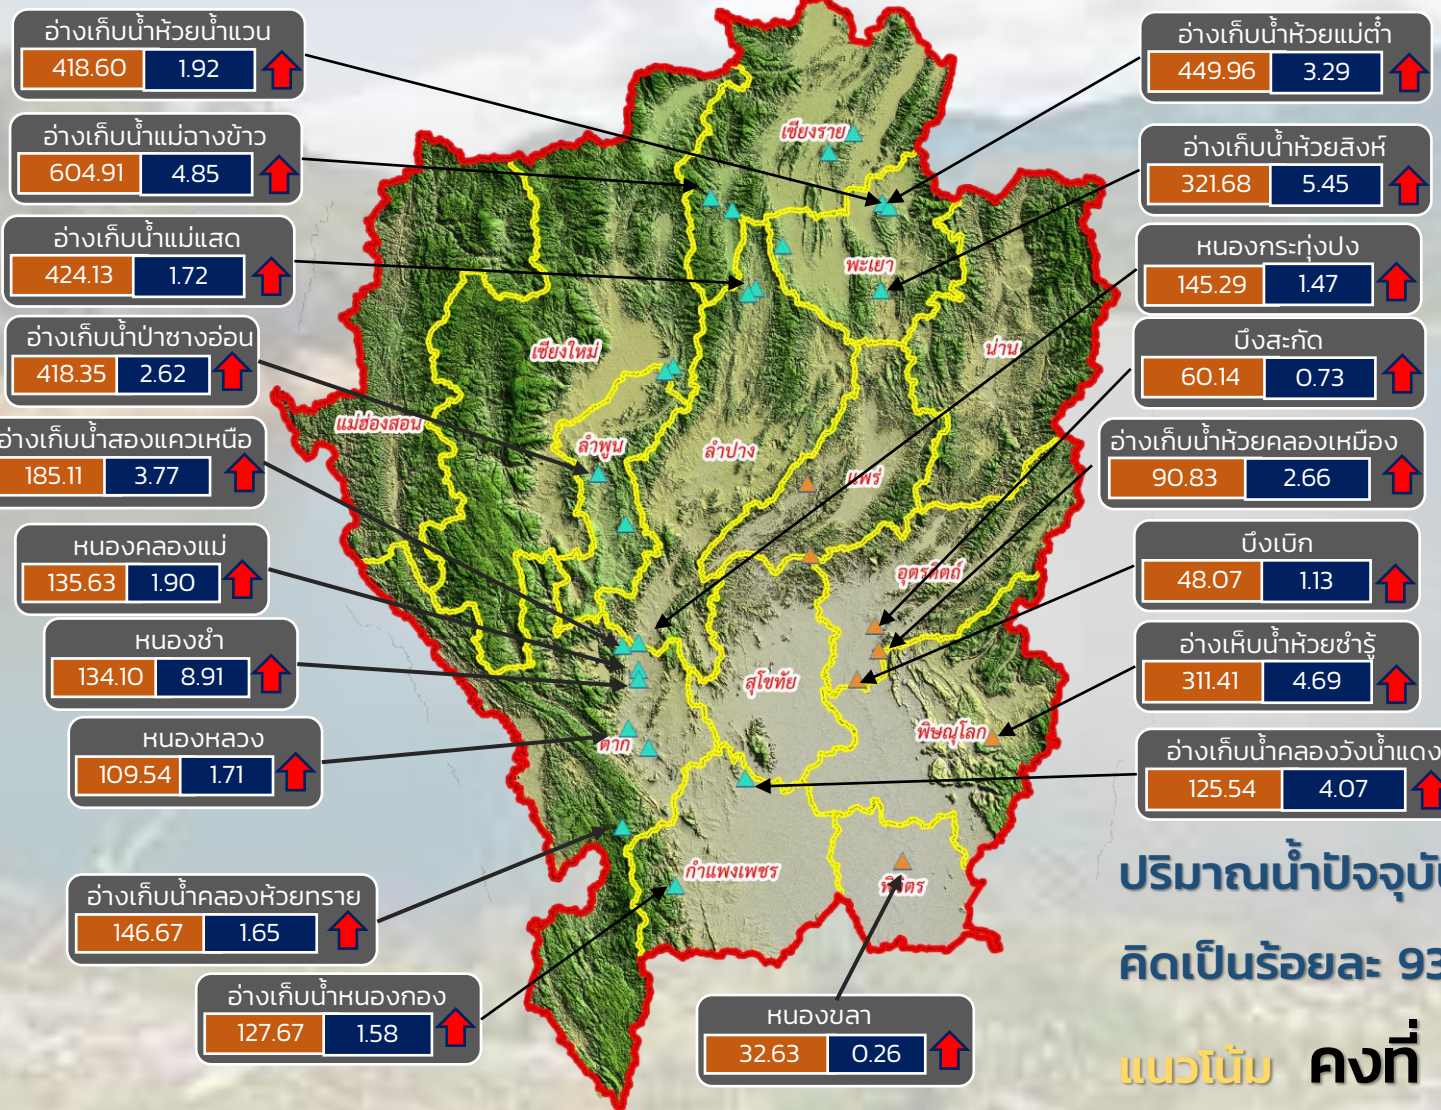 อ่างเก็บน้ำห้วยน้ำแวน
418.60 1.92
อ่างเก็บน้ำแม่ฉางข้าว
604.91 4.85
อ่างเก็บน้ำแม่แสด
424.13 1.72
อ่างเก็บน้ำป่าซางอ่อน
418.35 2.62
อ่างเก็บน้ำสองแควเหนือ
185.11 3.77
หนองคลองแม่
135.63 1.90
หนองชำ
134.10 8.91
หนองหลวง
109.54 1.71
อ่างเก็บน้ำคลองห้วยทราย
146.67 1.65
อ่างเก็บน้ำหนองกอง
127.67 1.58
หนองขลา
32.63 0.26
อ่างเก็บน้ำห้วยแม่ต๋ำ
449.96 3.29
อ่างเก็บน้ำห้วยสิงห์
321.68 5.45
หนองกระทุ่งปง
145.29 1.47
บึงสะกัด
60.14 0.73
อ่างเก็บน้ำห้วยคลองเหมือง
90.83 2.66
บึงเบิก
48.07 1.13
อ่างเห็บน้ำห้วยซำรู้
311.41 4.69
อ่างเก็บน้ำคลองวังน้ำแดง
125.54 4.07
เชียงราย
พะเยา
น่าน
เชียงใหม่
แม่ฮ่องสอน
ลำพูน
ลำปาง
แพร่
อุตรดิตถ์
สุโขทัย
ตาก
พิษณุโลก
กำแพงเพชร
ปริมาณน้ำปัจจุบัน
คิดเป็นร้อยละ 93
แนวโน้ม คงที่